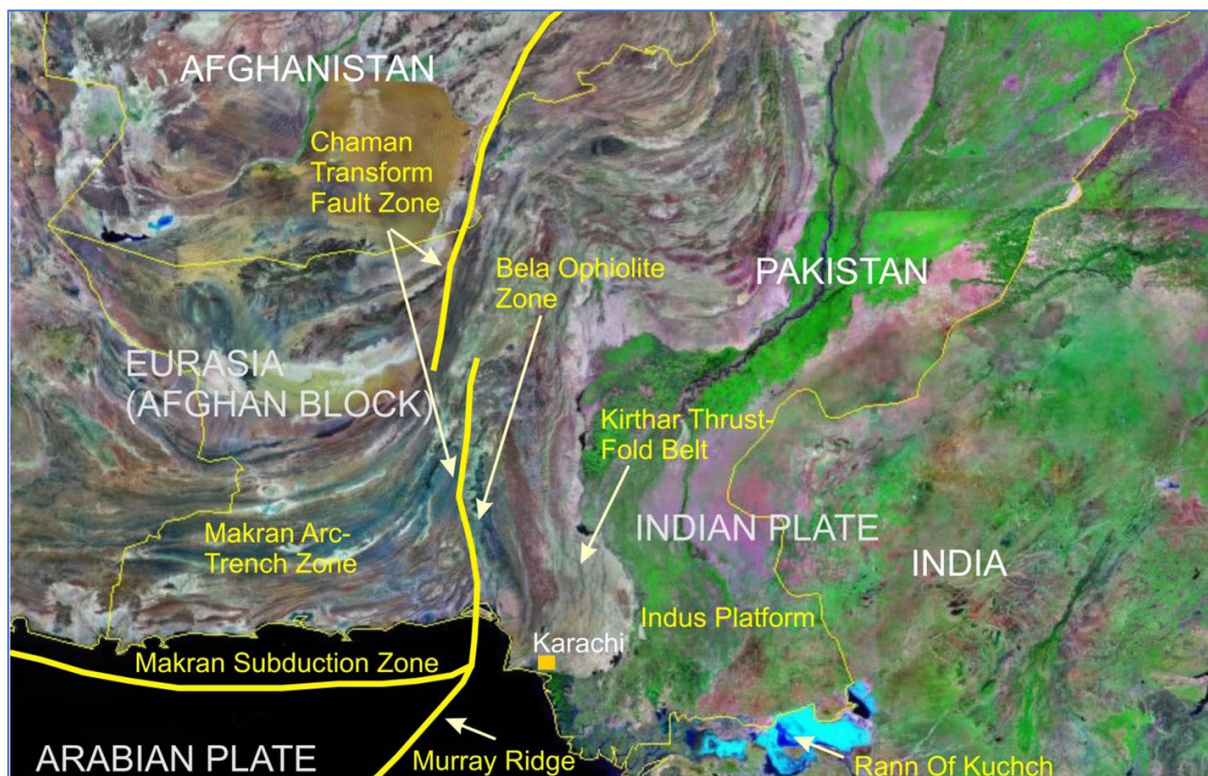 AFGHANISTAN
Chaman
Transform
Fault Zone
Bela Ophiolite
Zone
PAKISTAN
EURASIA
(AFGHAN BLOCK)
Kirthar Thrust-
Fold Belt
Makran Arc-
Trench Zone
INDIAN PLATE
INDIA
Indus Platform
Karachi
Makran Subduction Zone
ARABIAN PLATE
Murray Ridge
Rann Of Kuchch